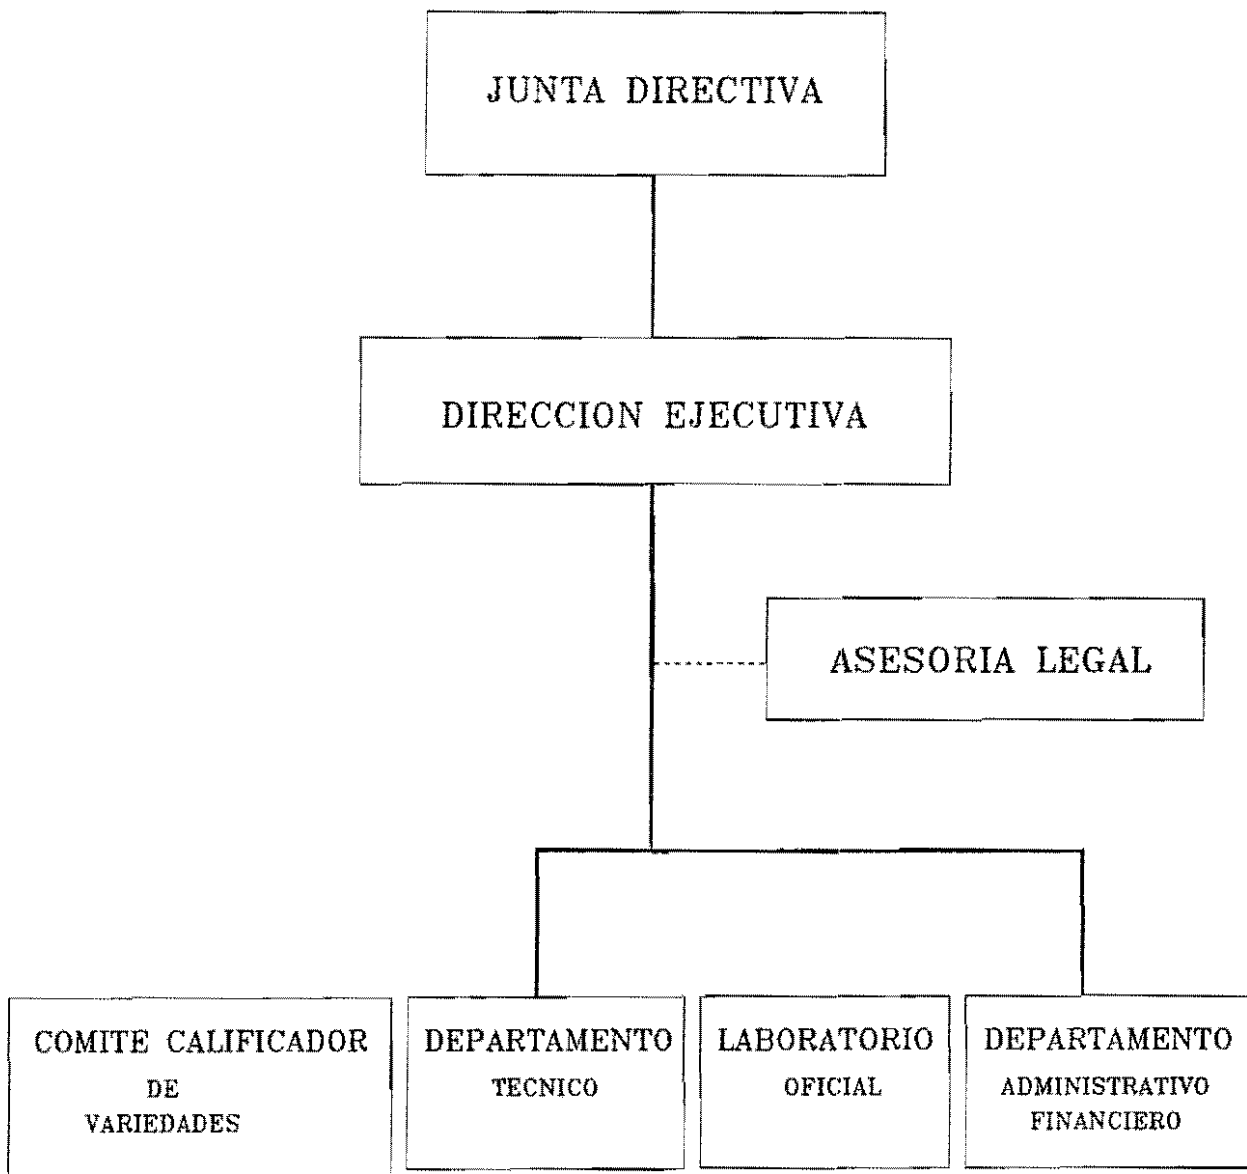 JUNTA DIRECTIVA
DIRECCION EJECUTIVA
ASESORIA LEGAL
COMITE CALIFICADOR
DE
VARIEDADES
DEPARTAMENTO
TECNICO
LABORATORIO
OFICIAL
DEPARTAMENTO
ADMINISTRATIVO
FINANCIERO